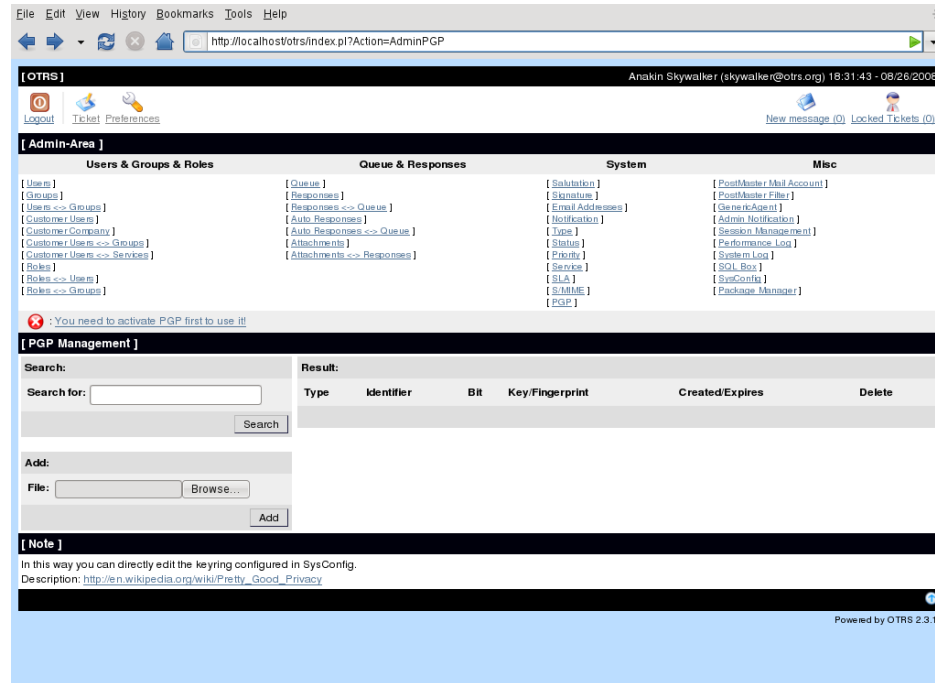 File Edit View History Bookmarks Tools Help
http://localhost/otrs/index.pl?Action=AdminPGP
[ OTRS ]
Anakin Skywalker (skywalker@otrs.org) 18:31:43 - 08/26/2008
Logout Ticket Preferences
New message (0) Locked Tickets (0)
[ Admin-Area ]
Users & Groups & Roles Queue & Responses System Misc
[ Users ] [ Queue ] [ Salutation ] [ PostMaster Mail Account ]
[ Groups ] [ Responses ] [ Signature ] [ PostMaster Filter ]
[ Users <-> Groups ] [ Responses <-> Queue ] [ Email Addresses ] [ GenericAgent ]
[ Customer Users ] [ Auto Responses ] [ Notification ] [ Admin Notification ]
[ Customer Company ] [ Auto Responses <-> Queue ] [ Type ] [ Session Management ]
[ Customer Users <-> Groups ] [ Attachments ] [ Status ] [ Performance Log ]
[ Customer Users <-> Services ] [ Attachments <-> Responses ] [ Priority ] [ System Log ]
[ Roles ] [ Service ] [ SQL Box ]
[ Roles <-> Users ] [ SLA ] [ SysConfig ]
[ Roles <-> Groups ] [ S/MIME ] [ Package Manager ]
[ PGP ]
: You need to activate PGP first to use it!
[ PGP Management ]
Search:
Search for:
Search
Result:
Type Identifier Bit Key/Fingerprint Created/Expires Delete
Add:
File: Browse...
Add
[ Note ]
In this way you can directly edit the keyring configured in SysConfig.
Description: http://en.wikipedia.org/wiki/Pretty_Good_Privacy
Powered by OTRS 2.3.1